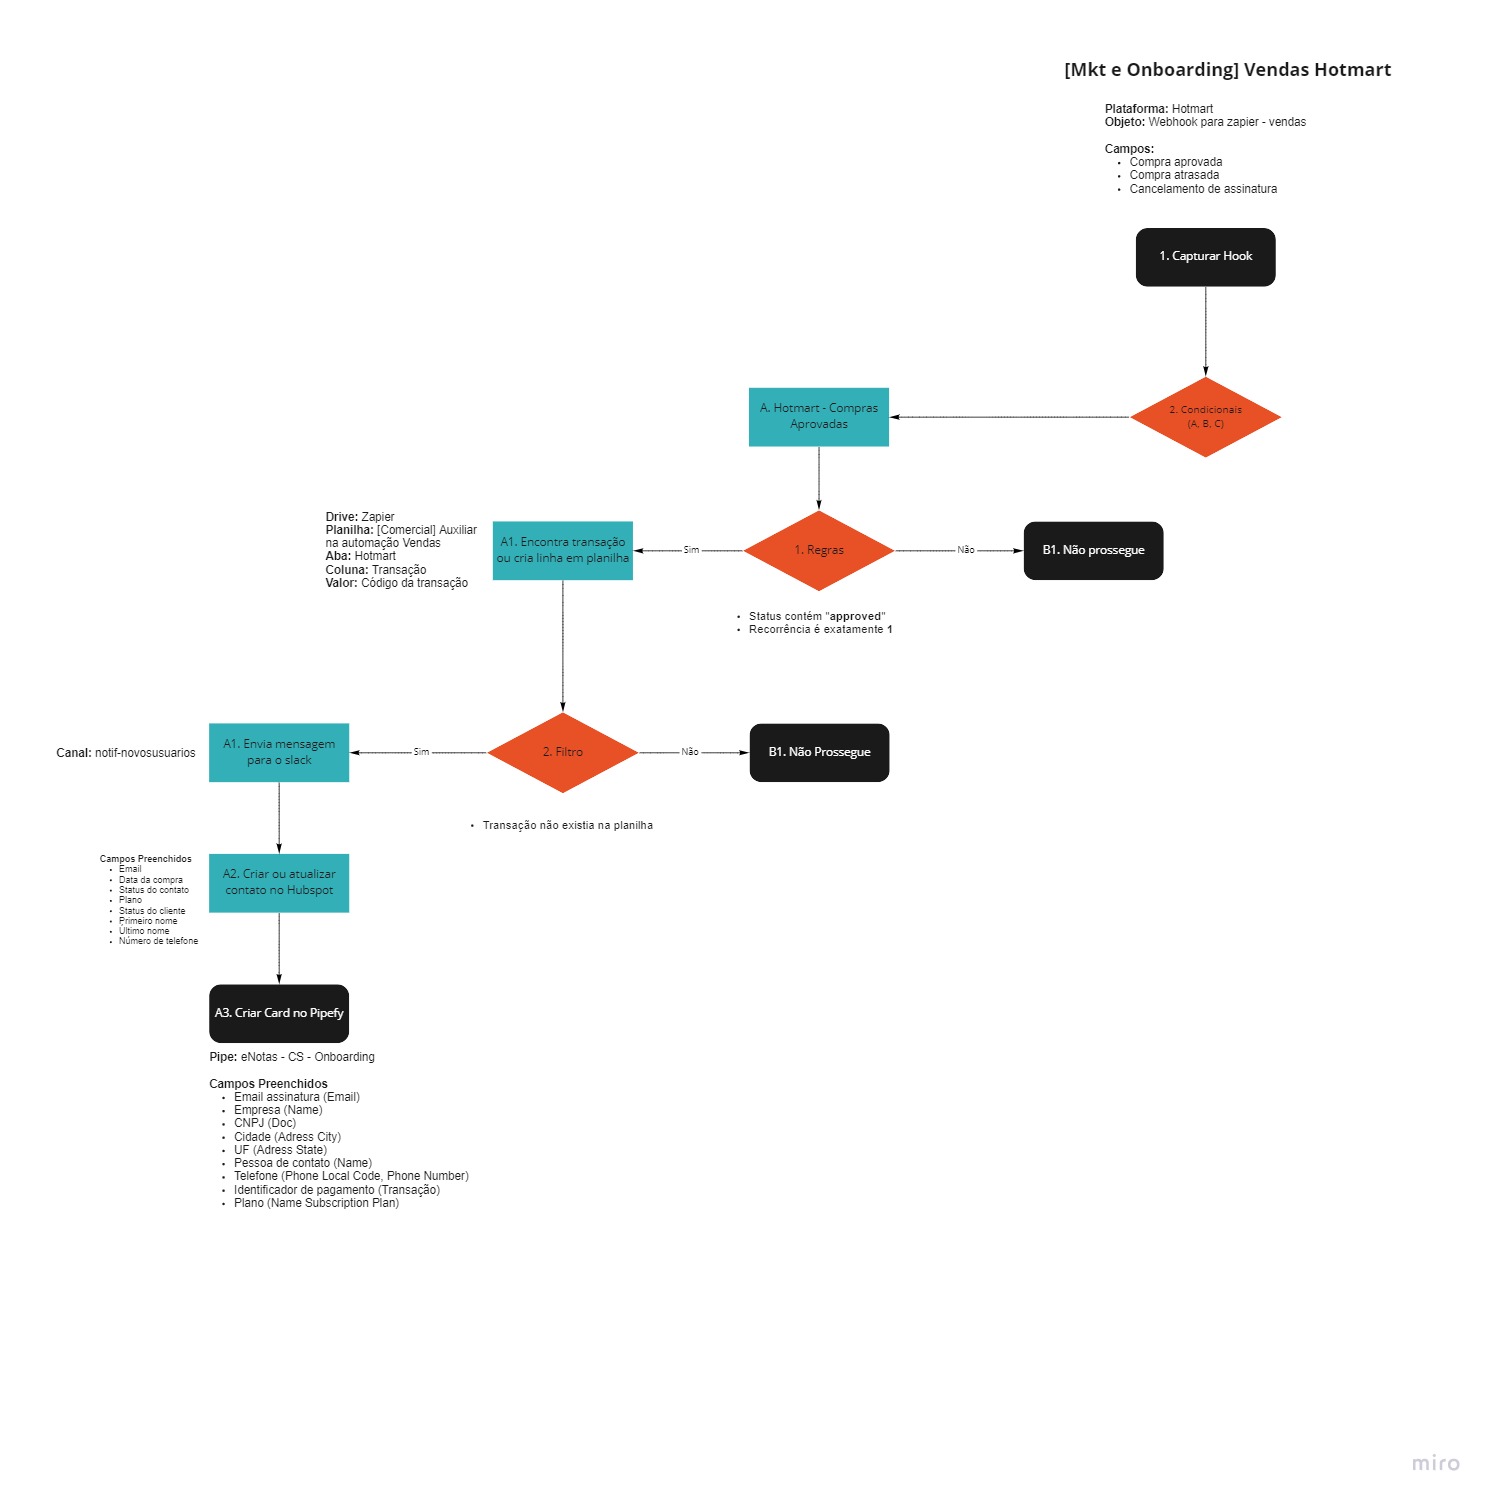 [Mkt e Onboarding] Vendas Hotmart
Plataforma: Hotmart
Objeto: Webhook para zapier - vendas
Campos:
• Compra aprovada
• Compra atrasada
• Cancelamento de assinatura
1. Capturar Hook
2. Condicionais
(A, B, C)
A. Hotmart - Compras
Aprovadas
1. Regras
Sim
Não
B1. Não prossegue
• Status contém "approved"
• Recorrência é exatamente 1
A1. Encontra transação
ou cria linha em planilha
Drive: Zapier
Planilha: [Comercial] Auxiliar
na automação Vendas
Aba: Hotmart
Coluna: Transação
Valor: Código da transação
2. Filtro
Sim
Não
B1. Não Prossegue
• Transação não existia na planilha
A1. Envia mensagem
para o slack
Canal: notif-novosusuarios
A2. Criar ou atualizar
contato no Hubspot
Campos Preenchidos
• Email
• Data da compra
• Status do contato
• Plano
• Status do cliente
• Primeiro nome
• Último nome
• Número de telefone
A3. Criar Card no Pipefy
Pipe: eNotas - CS - Onboarding
Campos Preenchidos
• Email assinatura (Email)
• Empresa (Name)
• CNPJ (Doc)
• Cidade (Adress City)
• UF (Adress State)
• Pessoa de contato (Name)
• Telefone (Phone Local Code, Phone Number)
• Identificador de pagamento (Transação)
• Plano (Name Subscription Plan)
miro